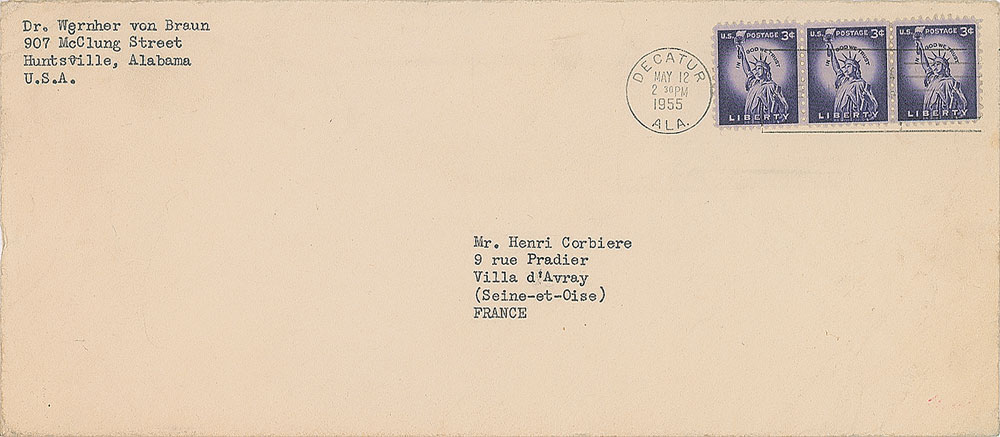 Dr. Wernher von Braun
907 McClung Street
Huntsville, Alabama
U.S.A.
DECATUR
MAY 12
2 30 PM
1955
ALA.
U.S. POSTAGE 3¢
IN GOD WE TRUST
LIBERTY
U.S. POSTAGE 3¢
IN GOD WE TRUST
LIBERTY
U.S. POSTAGE 3¢
IN GOD WE TRUST
LIBERTY
Mr. Henri Corbiere
9 rue Pradier
Villa d'Avray
(Seine-et-Oise)
FRANCE